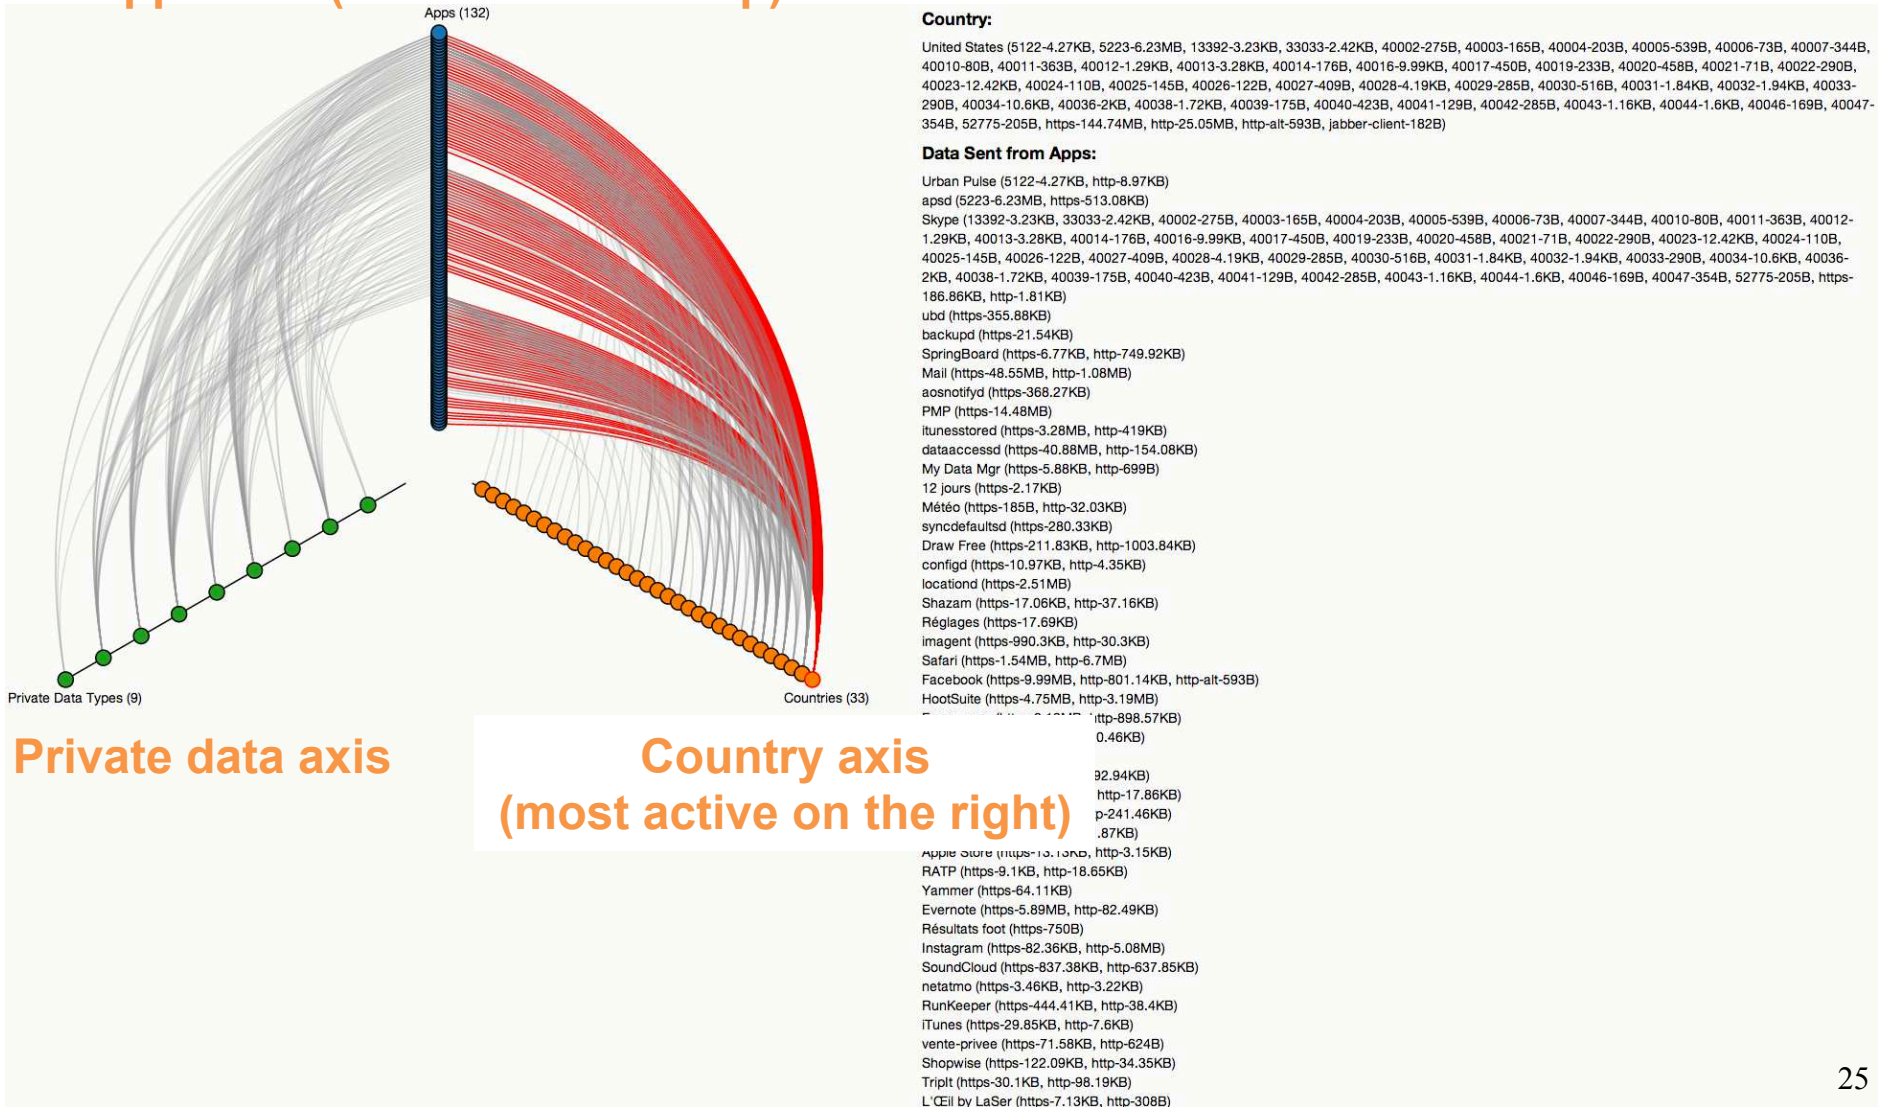 Apps (132)
Private Data Types (9)
Countries (33)
Private data axis
Country axis
(most active on the right)
Country:
United States (5122-4.27KB, 5223-6.23MB, 13392-3.23KB, 33033-2.42KB, 40002-275B, 40003-165B, 40004-203B, 40005-539B, 40006-73B, 40007-344B,
40010-80B, 40011-363B, 40012-1.29KB, 40013-3.28KB, 40014-176B, 40016-9.99KB, 40017-450B, 40019-233B, 40020-458B, 40021-71B, 40022-290B,
40023-12.42KB, 40024-110B, 40025-145B, 40026-122B, 40027-409B, 40028-4.19KB, 40029-285B, 40030-516B, 40031-1.84KB, 40032-1.94KB, 40033-
290B, 40034-10.6KB, 40036-2KB, 40038-1.72KB, 40039-175B, 40040-423B, 40041-129B, 40042-285B, 40043-1.16KB, 40044-1.6KB, 40046-169B, 40047-
354B, 52775-205B, https-144.74MB, http-25.05MB, http-alt-593B, jabber-client-182B)
Data Sent from Apps:
Urban Pulse (5122-4.27KB, http-8.97KB)
apsd (5223-6.23MB, https-513.08KB)
Skype (13392-3.23KB, 33033-2.42KB, 40002-275B, 40003-165B, 40004-203B, 40005-539B, 40006-73B, 40007-344B, 40010-80B, 40011-363B, 40012-
1.29KB, 40013-3.28KB, 40014-176B, 40016-9.99KB, 40017-450B, 40019-233B, 40020-458B, 40021-71B, 40022-290B, 40023-12.42KB, 40024-110B,
40025-145B, 40026-122B, 40027-409B, 40028-4.19KB, 40029-285B, 40030-516B, 40031-1.84KB, 40032-1.94KB, 40033-290B, 40034-10.6KB, 40036-
2KB, 40038-1.72KB, 40039-175B, 40040-423B, 40041-129B, 40042-285B, 40043-1.16KB, 40044-1.6KB, 40046-169B, 40047-354B, 52775-205B, https-
186.86KB, http-1.81KB)
ubd (https-355.88KB)
backupd (https-21.54KB)
SpringBoard (https-6.77KB, http-749.92KB)
Mail (https-48.55MB, http-1.08MB)
aosnotifyd (https-368.27KB)
PMP (https-14.48MB)
itunesstored (https-3.28MB, http-419KB)
dataaccessd (https-40.88MB, http-154.08KB)
My Data Mgr (https-5.88KB, http-699B)
12 jours (https-2.17KB)
Météo (https-185B, http-32.03KB)
syncdefaultsd (https-280.33KB)
Draw Free (https-211.83KB, http-1003.84KB)
configd (https-10.97KB, http-4.35KB)
locationd (https-2.51MB)
Shazam (https-17.06KB, http-37.16KB)
Réglages (https-17.69KB)
imagent (https-990.3KB, http-30.3KB)
Safari (https-1.54MB, http-6.7MB)
Facebook (https-9.99MB, http-801.14KB, http-alt-593B)
HootSuite (https-4.75MB, http-3.19MB)
http-898.57KB)
0.46KB)
92.94KB)
http-17.86KB)
p-241.46KB)
.87KB)
Apple Store (https-13.13KB, http-3.15KB)
RATP (https-9.1KB, http-18.65KB)
Yammer (https-64.11KB)
Evernote (https-5.89MB, http-82.49KB)
Résultats foot (https-750B)
Instagram (https-82.36KB, http-5.08MB)
SoundCloud (https-837.38KB, http-637.85KB)
netatmo (https-3.46KB, http-3.22KB)
RunKeeper (https-444.41KB, http-38.4KB)
iTunes (https-29.85KB, http-7.6KB)
vente-privee (https-71.58KB, http-624B)
Shopwise (https-122.09KB, http-34.35KB)
TripIt (https-30.1KB, http-98.19KB)
L'Œil by LaSer (https-7.13KB, http-308B)
25